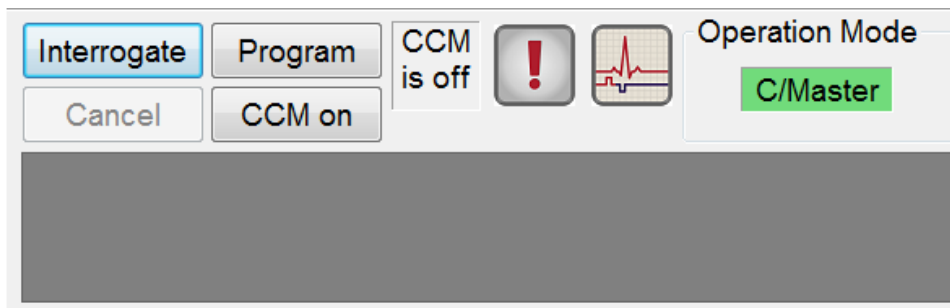 Interrogate
Program
CCM
is off
!
Operation Mode
C/Master
Cancel
CCM on